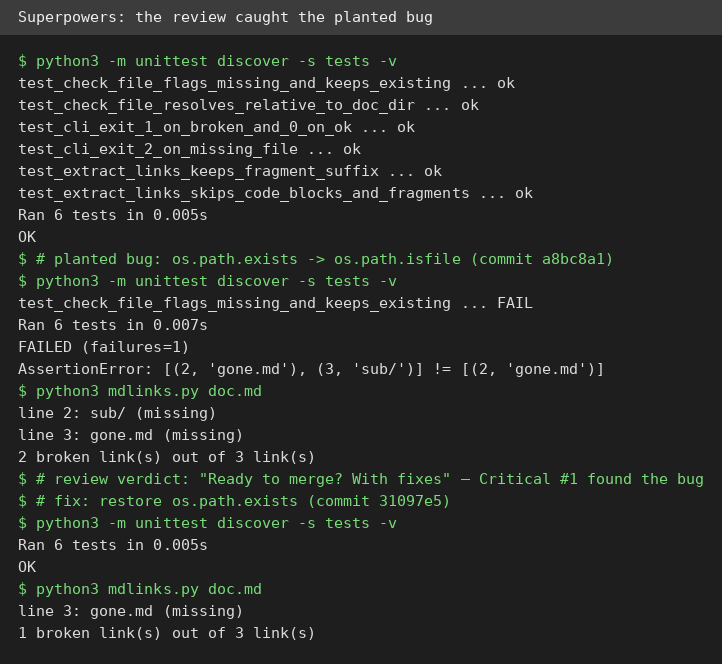 Superpowers: the review caught the planted bug
$ python3 -m unittest discover -s tests -v
test_check_file_flags_missing_and_keeps_existing ... ok
test_check_file_resolves_relative_to_doc_dir ... ok
test_cli_exit_1_on_broken_and_0_on_ok ... ok
test_cli_exit_2_on_missing_file ... ok
test_extract_links_keeps_fragment_suffix ... ok
test_extract_links_skips_code_blocks_and_fragments ... ok
Ran 6 tests in 0.005s
OK
$ # planted bug: os.path.exists -> os.path.isfile (commit a8bc8a1)
$ python3 -m unittest discover -s tests -v
test_check_file_flags_missing_and_keeps_existing ... FAIL
Ran 6 tests in 0.007s
FAILED (failures=1)
AssertionError: [(2, 'gone.md'), (3, 'sub/')] != [(2, 'gone.md')]
$ python3 mdlinks.py doc.md
line 2: sub/ (missing)
line 3: gone.md (missing)
2 broken link(s) out of 3 link(s)
$ # review verdict: "Ready to merge? With fixes" — Critical #1 found the bug
$ # fix: restore os.path.exists (commit 31097e5)
$ python3 -m unittest discover -s tests -v
Ran 6 tests in 0.005s
OK
$ python3 mdlinks.py doc.md
line 3: gone.md (missing)
1 broken link(s) out of 3 link(s)